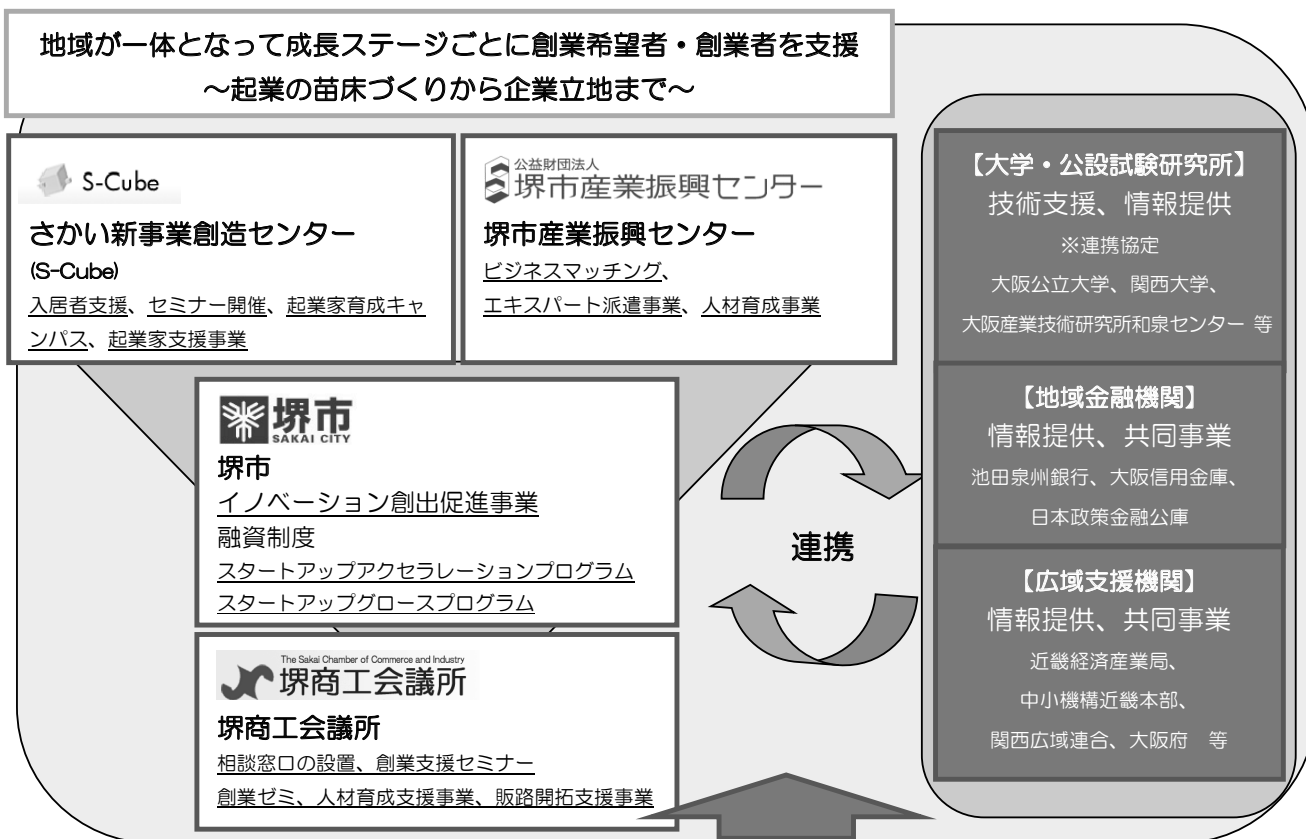 地域が一体となって成長ステージごとに創業希望者・創業者を支援
～起業の苗床づくりから企業立地まで～
S-Cube
さかい新事業創造センター
(S-Cube)
入居者支援、セミナー開催、起業家育成キャ
ンパス、起業家支援事業
公益財団法人
堺市産業振興センター
堺市産業振興センター
ビジネスマッチング、
エキスパート派遣事業、人材育成事業
堺市
SAKAI CITY
堺市
イノベーション創出促進事業
融資制度
スタートアップアクセラレーションプログラム
スタートアップグロースプログラム
The Sakai Chamber of Commerce and Industry
堺商工会議所
堺商工会議所
相談窓口の設置、創業支援セミナー
創業ゼミ、人材育成支援事業、販路開拓支援事業
連携
【大学・公設試験研究所】
技術支援、情報提供
※連携協定
大阪公立大学、関西大学、
大阪産業技術研究所和泉センター 等
【地域金融機関】
情報提供、共同事業
池田泉州銀行、大阪信用金庫、
日本政策金融公庫
【広域支援機関】
情報提供、共同事業
近畿経済産業局、
中小機構近畿本部、
関西広域連合、大阪府　等